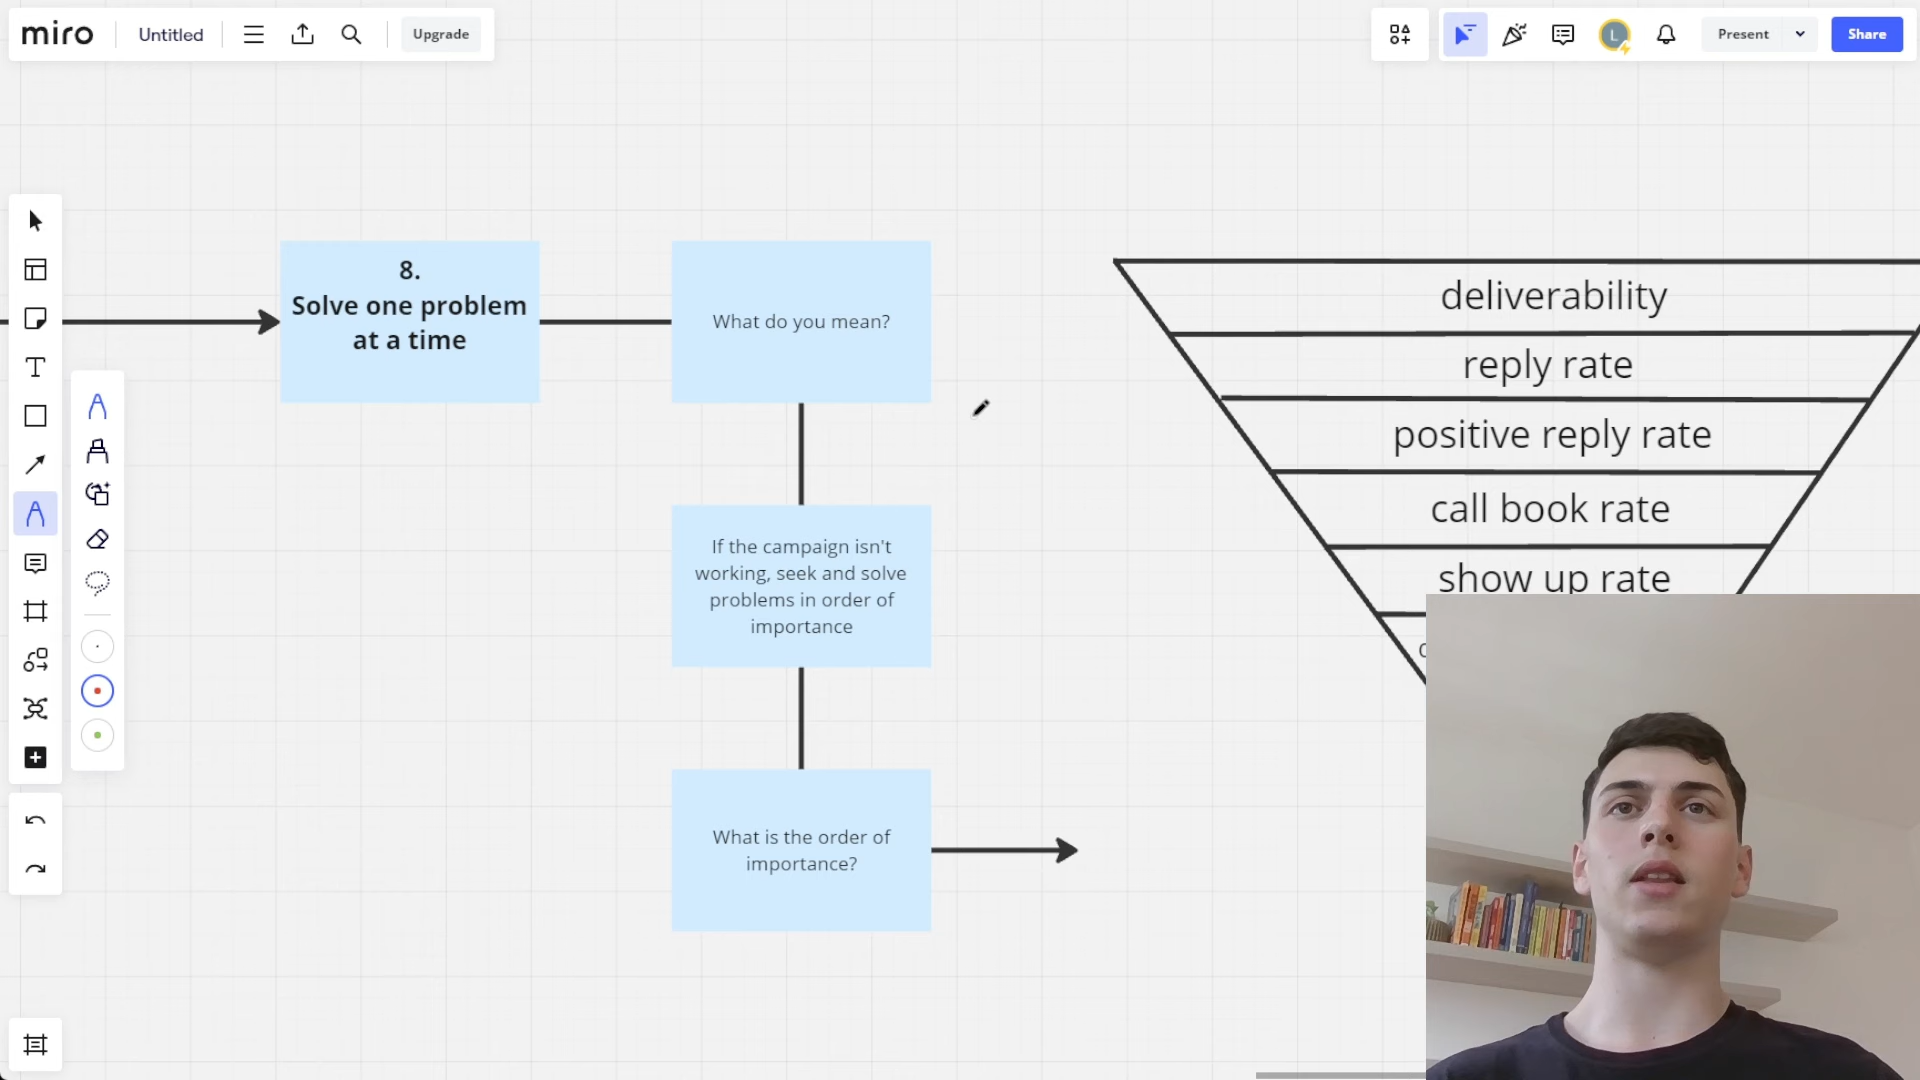 miro
Untitled
Upgrade
L
Present
Share
8.
Solve one problem
at a time
What do you mean?
If the campaign isn't
working, seek and solve
problems in order of
importance
What is the order of
importance?
deliverability
reply rate
positive reply rate
call book rate
show up rate